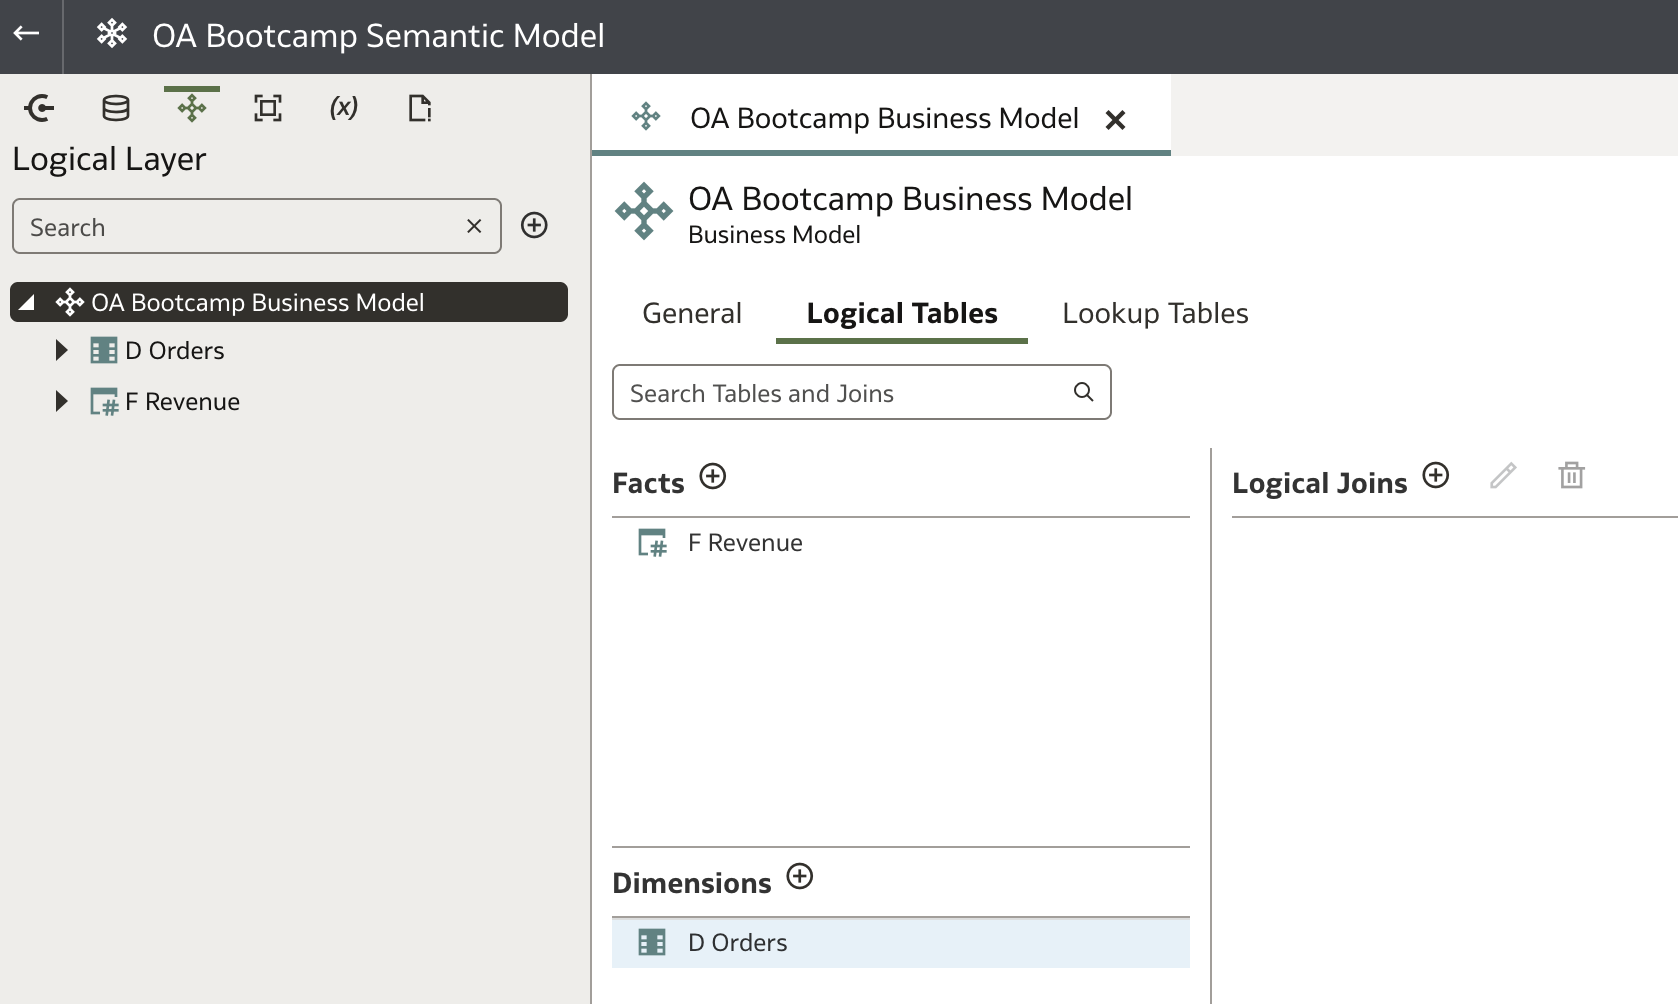 OA Bootcamp Semantic Model
(x)
Logical Layer
Search
OA Bootcamp Business Model
D Orders
F Revenue
OA Bootcamp Business Model
OA Bootcamp Business Model
Business Model
General
Logical Tables
Lookup Tables
Search Tables and Joins
Facts
F Revenue
Dimensions
D Orders
Logical Joins